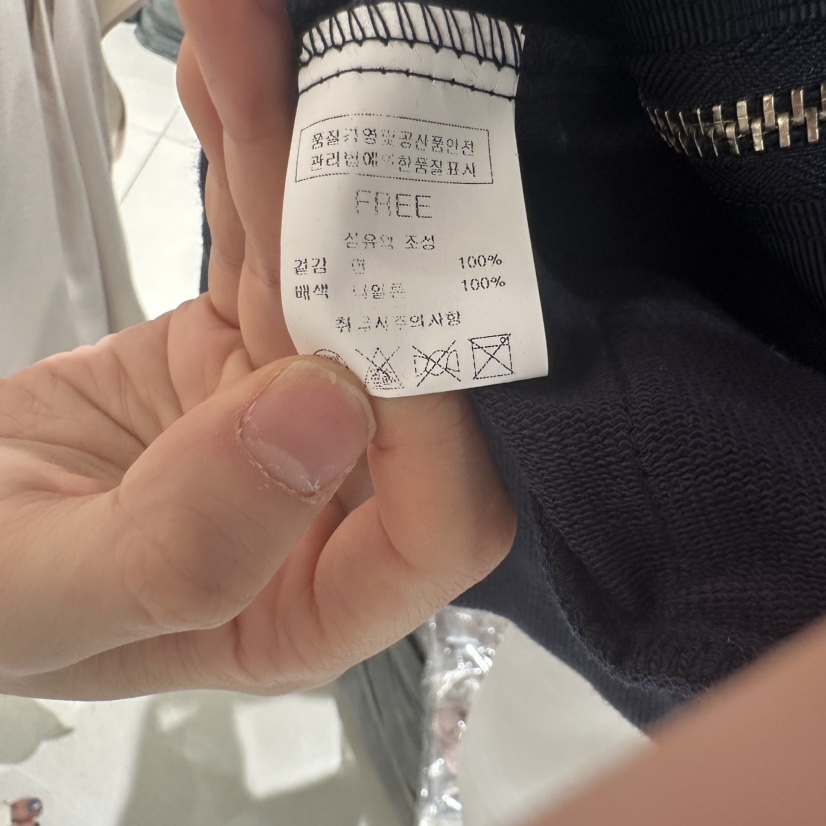 품질경영및공산품안전
관리법에의한품질표시
FREE
섬유의 조성
겉감 면 100%
배색 나일론 100%
취급시주의사항